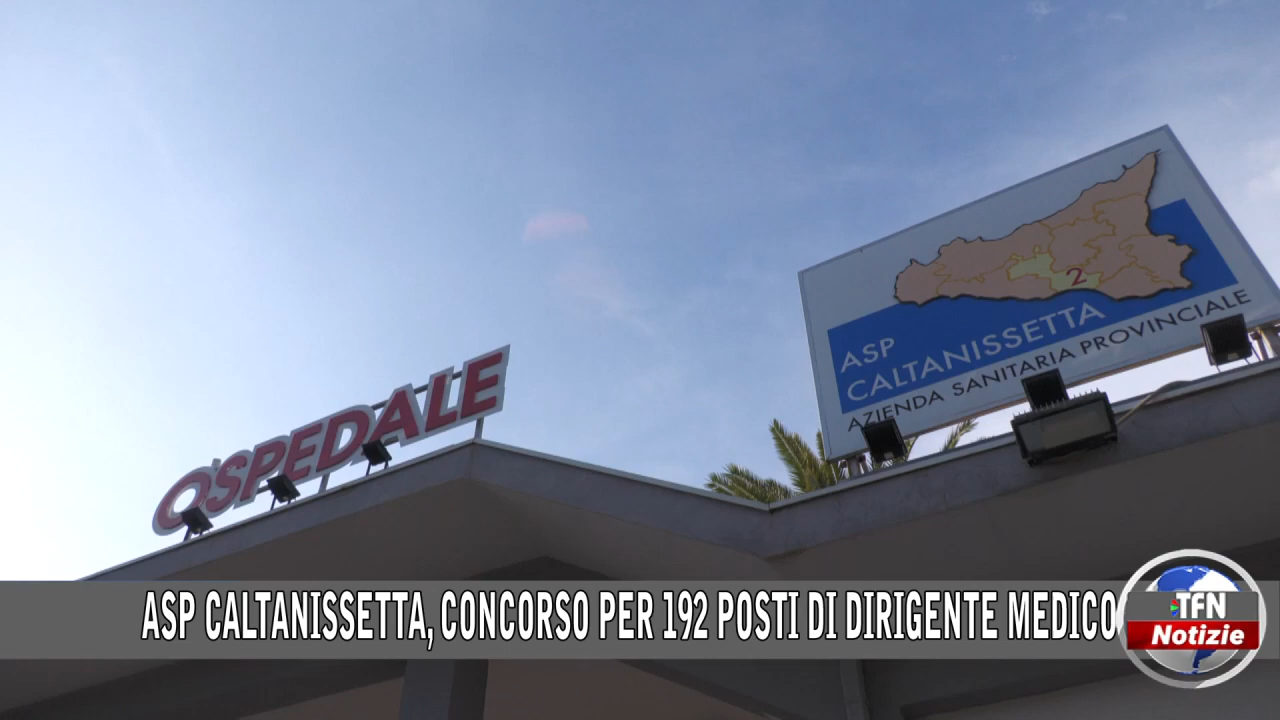 OSPEDALE
2
ASP
CALTANISSETTA
AZIENDA SANITARIA PROVINCIALE
ASP CALTANISSETTA, CONCORSO PER 192 POSTI DI DIRIGENTE MEDICO
TFN
Notizie